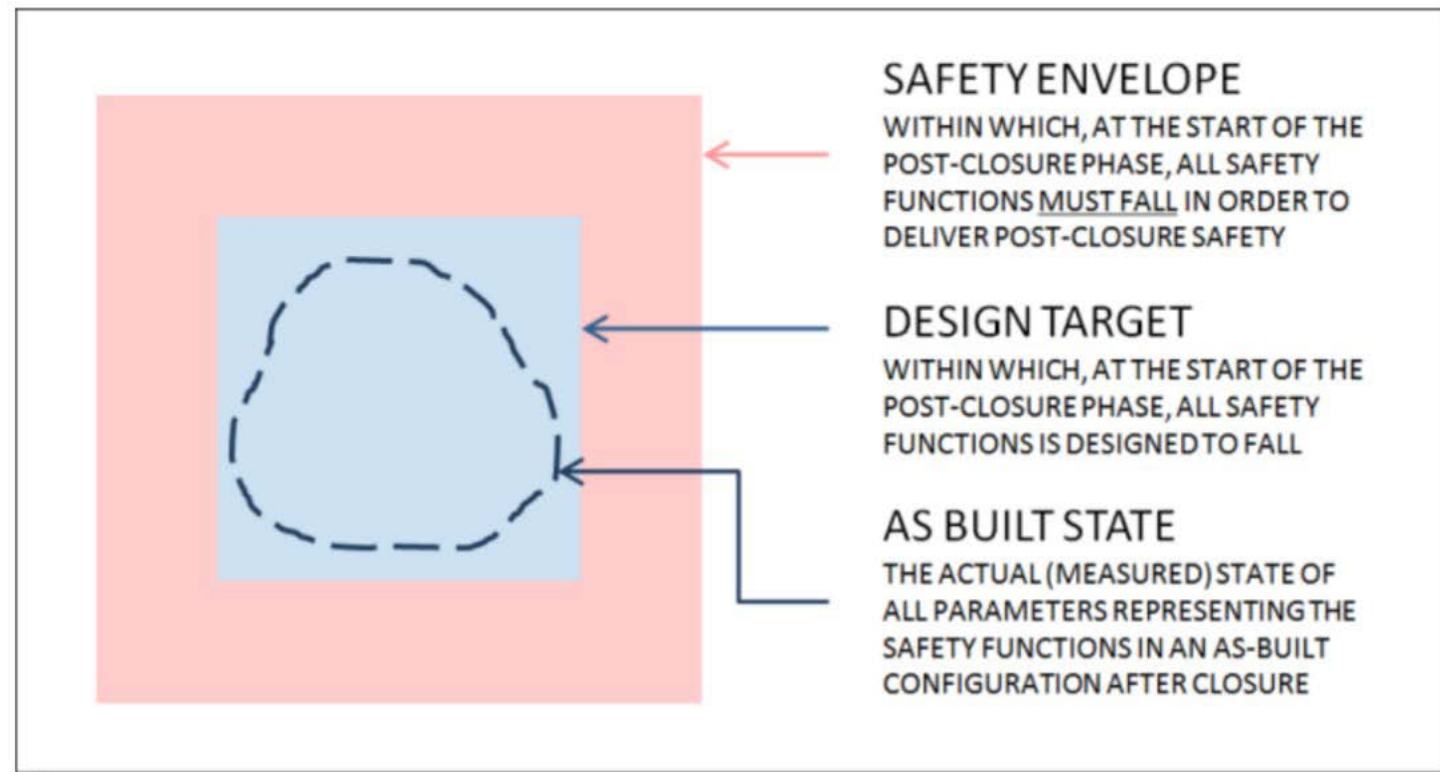 SAFETY ENVELOPE
WITHIN WHICH, AT THE START OF THE
POST-CLOSURE PHASE, ALL SAFETY
FUNCTIONS MUST FALL IN ORDER TO
DELIVER POST-CLOSURE SAFETY
DESIGN TARGET
WITHIN WHICH, AT THE START OF THE
POST-CLOSURE PHASE, ALL SAFETY
FUNCTIONS IS DESIGNED TO FALL
AS BUILT STATE
THE ACTUAL (MEASURED) STATE OF
ALL PARAMETERS REPRESENTING THE
SAFETY FUNCTIONS IN AN AS-BUILT
CONFIGURATION AFTER CLOSURE